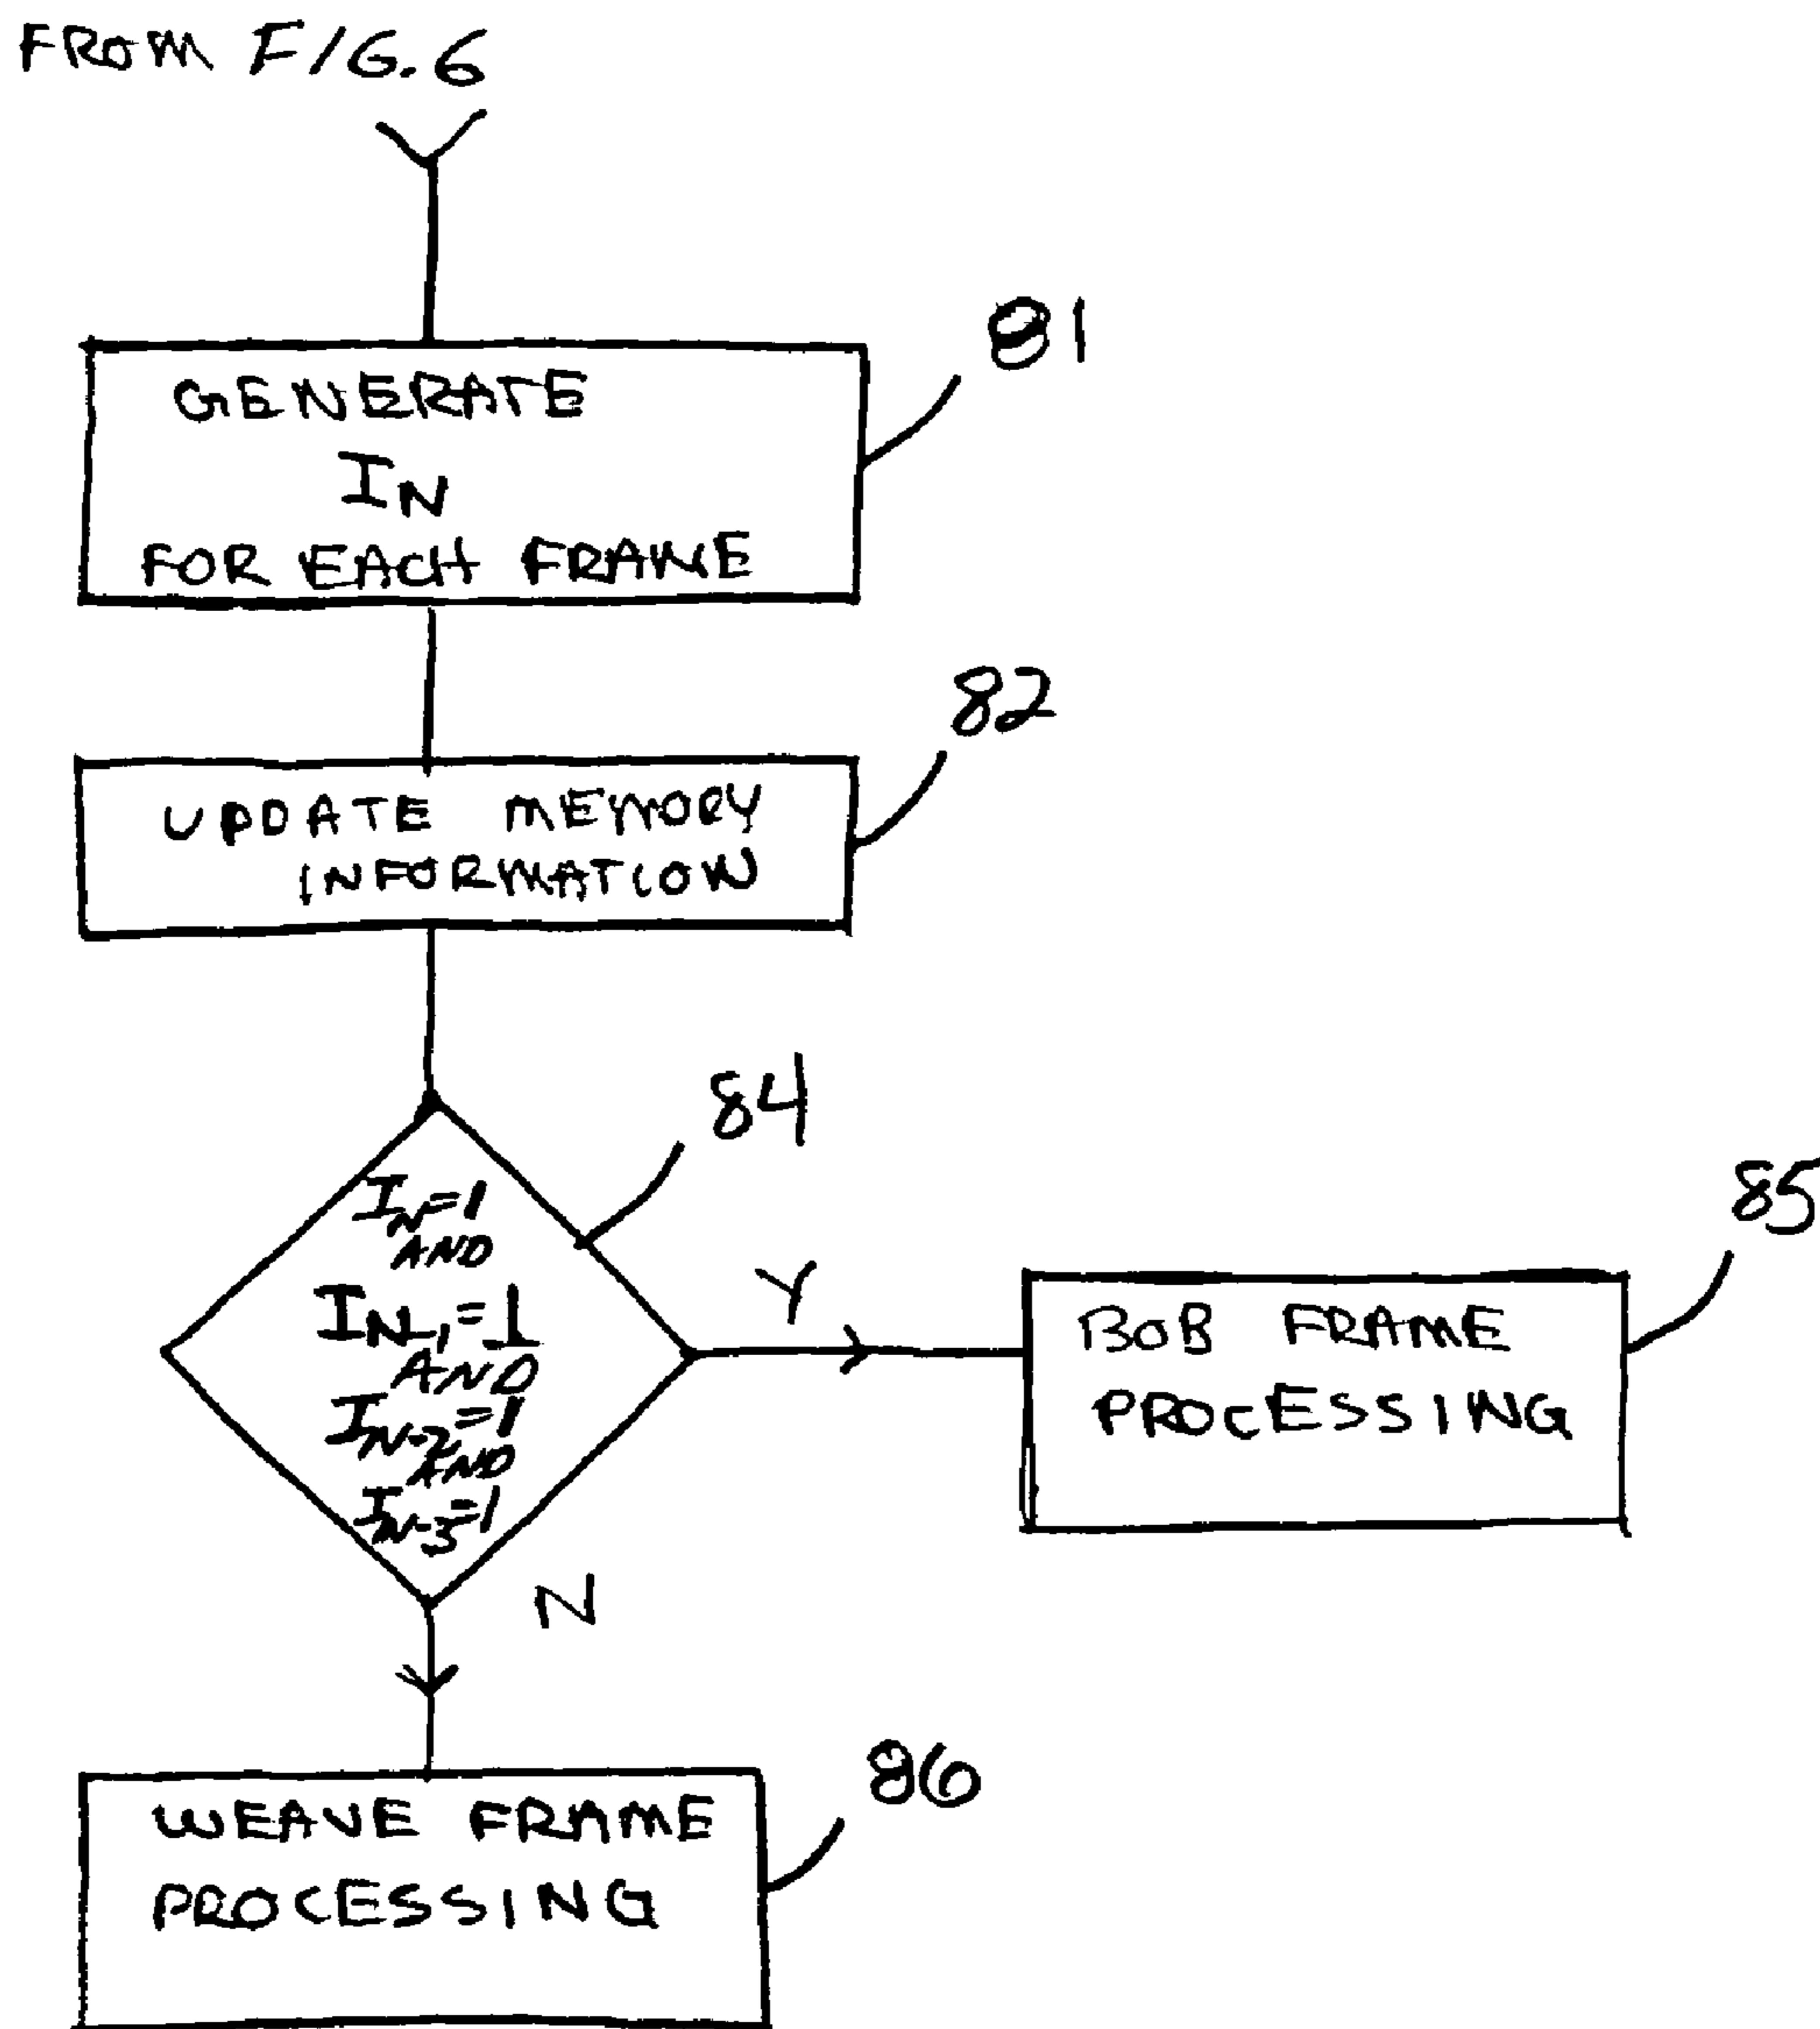 FROM FIG. 6
81
GENERATE
IN
FOR EACH FRAME
82
UPDATE MEMORY
INFORMATION
84
IN=1
AND
IN-1=1
AND
IN-2=1
AND
IN-3=1
Y
85
BOB FRAME
PROCESSING
N
86
WEAVE FRAME
PROCESSING